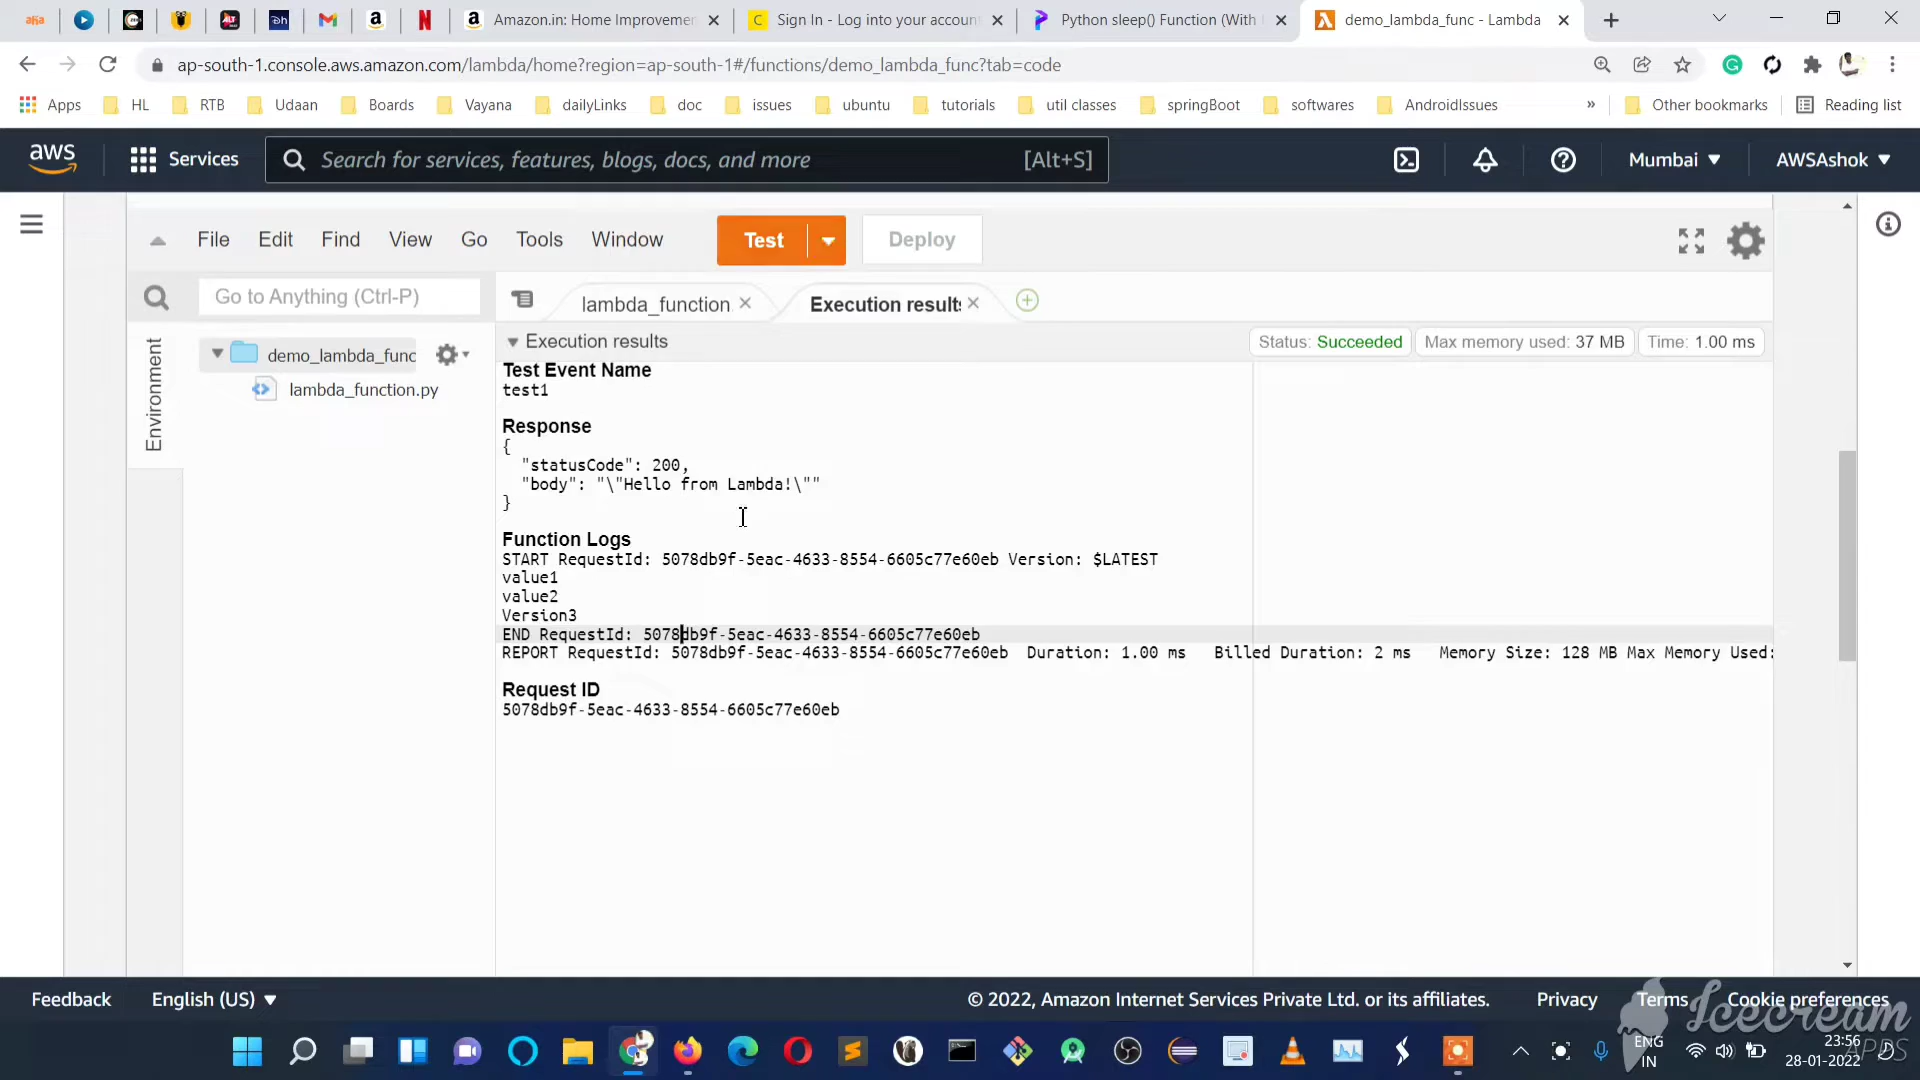 aha
dh
Amazon.in: Home Improvemen
Sign In - Log into your accoun
Python sleep() Function (With
demo_lambda_func - Lambda
ap-south-1.console.aws.amazon.com/lambda/home?region=ap-south-1#/functions/demo_lambda_func?tab=code
Apps HL RTB Udaan Boards Vayana dailyLinks doc issues ubuntu tutorials util classes springBoot softwares AndroidIssues » Other bookmarks Reading list
aws Services Search for services, features, blogs, docs, and more [Alt+S] Mumbai AWSAshok
File Edit Find View Go Tools Window Test Deploy
Go to Anything (Ctrl-P)
lambda_function
Execution results
Environment
demo_lambda_func
lambda_function.py
Execution results Status: Succeeded Max memory used: 37 MB Time: 1.00 ms
Test Event Name
test1
Response
{
"statusCode": 200,
"body": "\"Hello from Lambda!\""
}
Function Logs
START RequestId: 5078db9f-5eac-4633-8554-6605c77e60eb Version: $LATEST
value1
value2
Version3
END RequestId: 5078db9f-5eac-4633-8554-6605c77e60eb
REPORT RequestId: 5078db9f-5eac-4633-8554-6605c77e60eb Duration: 1.00 ms Billed Duration: 2 ms Memory Size: 128 MB Max Memory Used:
Request ID
5078db9f-5eac-4633-8554-6605c77e60eb
Feedback English (US) © 2022, Amazon Internet Services Private Ltd. or its affiliates. Privacy Terms Cookie preferences
Icecream
APPS
ENG
IN
23:56
28-01-2022